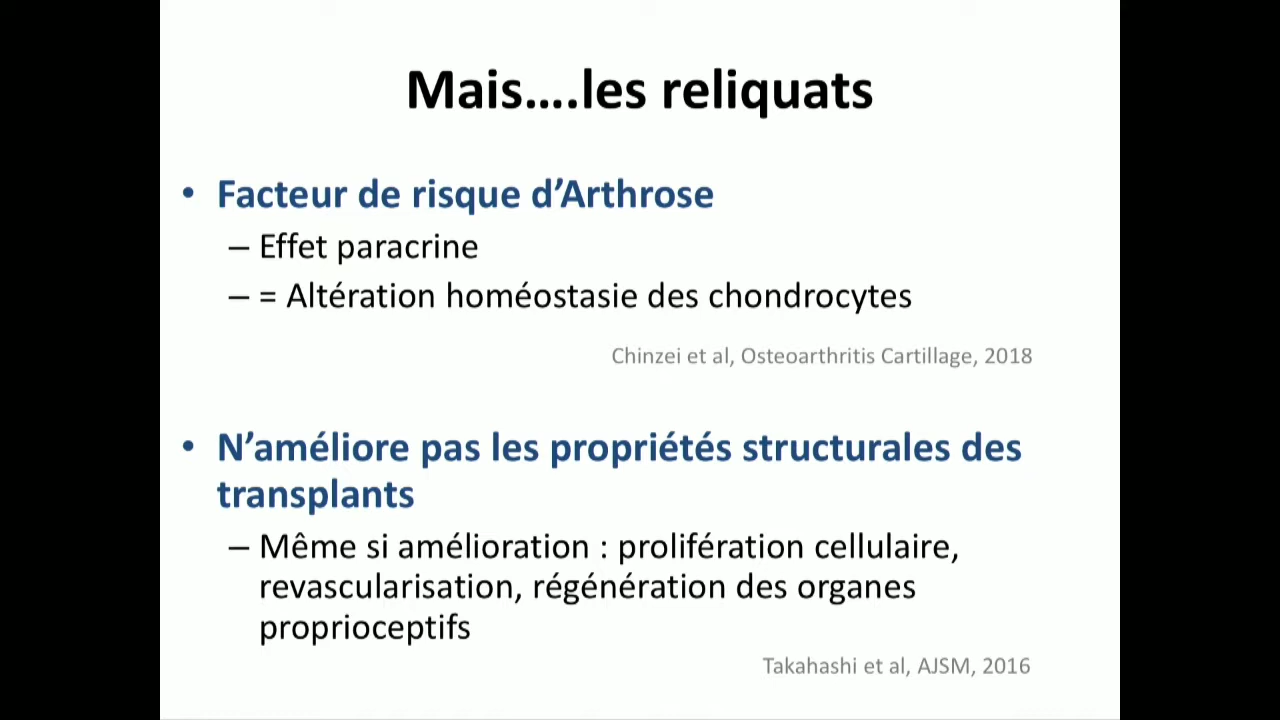 Mais….les reliquats
• Facteur de risque d’Arthrose
– Effet paracrine
– = Altération homéostasie des chondrocytes
Chinzei et al, Osteoarthritis Cartillage, 2018
• N’améliore pas les propriétés structurales des
transplants
– Même si amélioration : prolifération cellulaire,
revascularisation, régénération des organes
proprioceptifs
Takahashi et al, AJSM, 2016